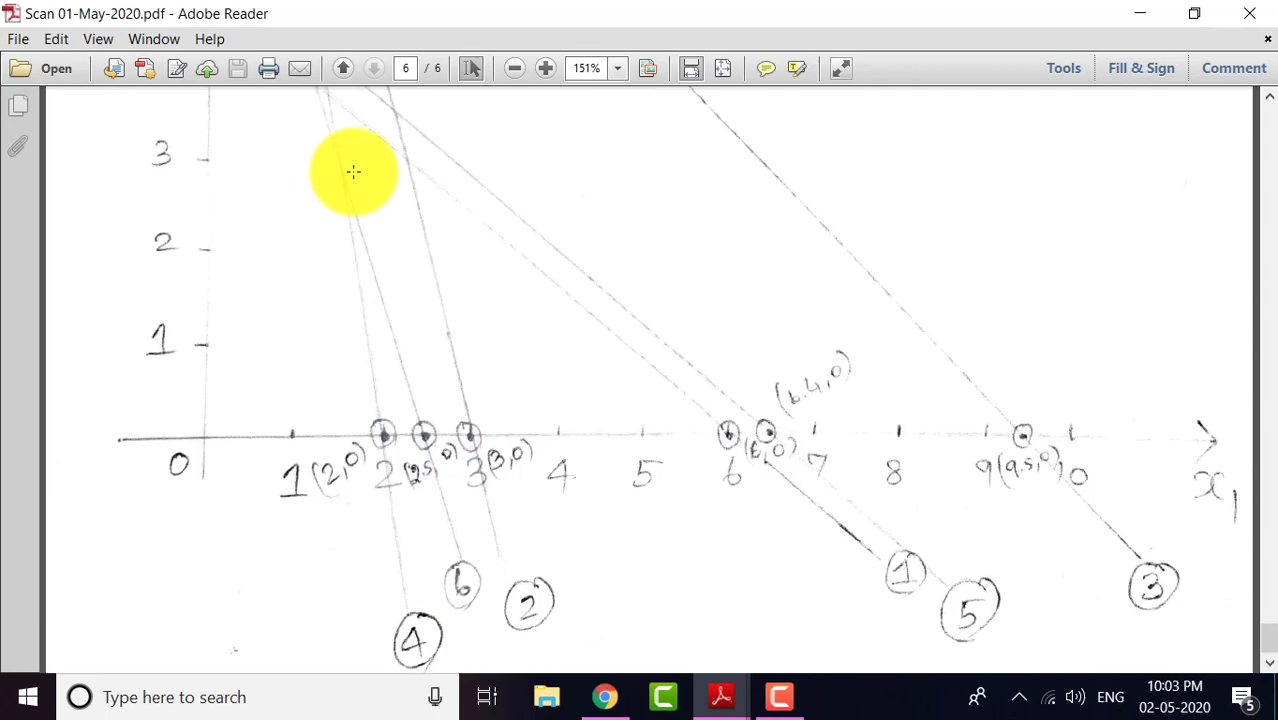 Scan 01-May-2020.pdf - Adobe Reader
File Edit View Window Help
Open 6 / 6 151% Tools Fill & Sign Comment
3
2
1
(6.4,0)
0 1 (2,0) 2 (2.5,0) 3 (3,0) 4 5 6 (6,0) 7 8 9 (9.5,0) 10 x1
6 2 1 5 3
4
Type here to search
ENG
10:03 PM
02-05-2020
5